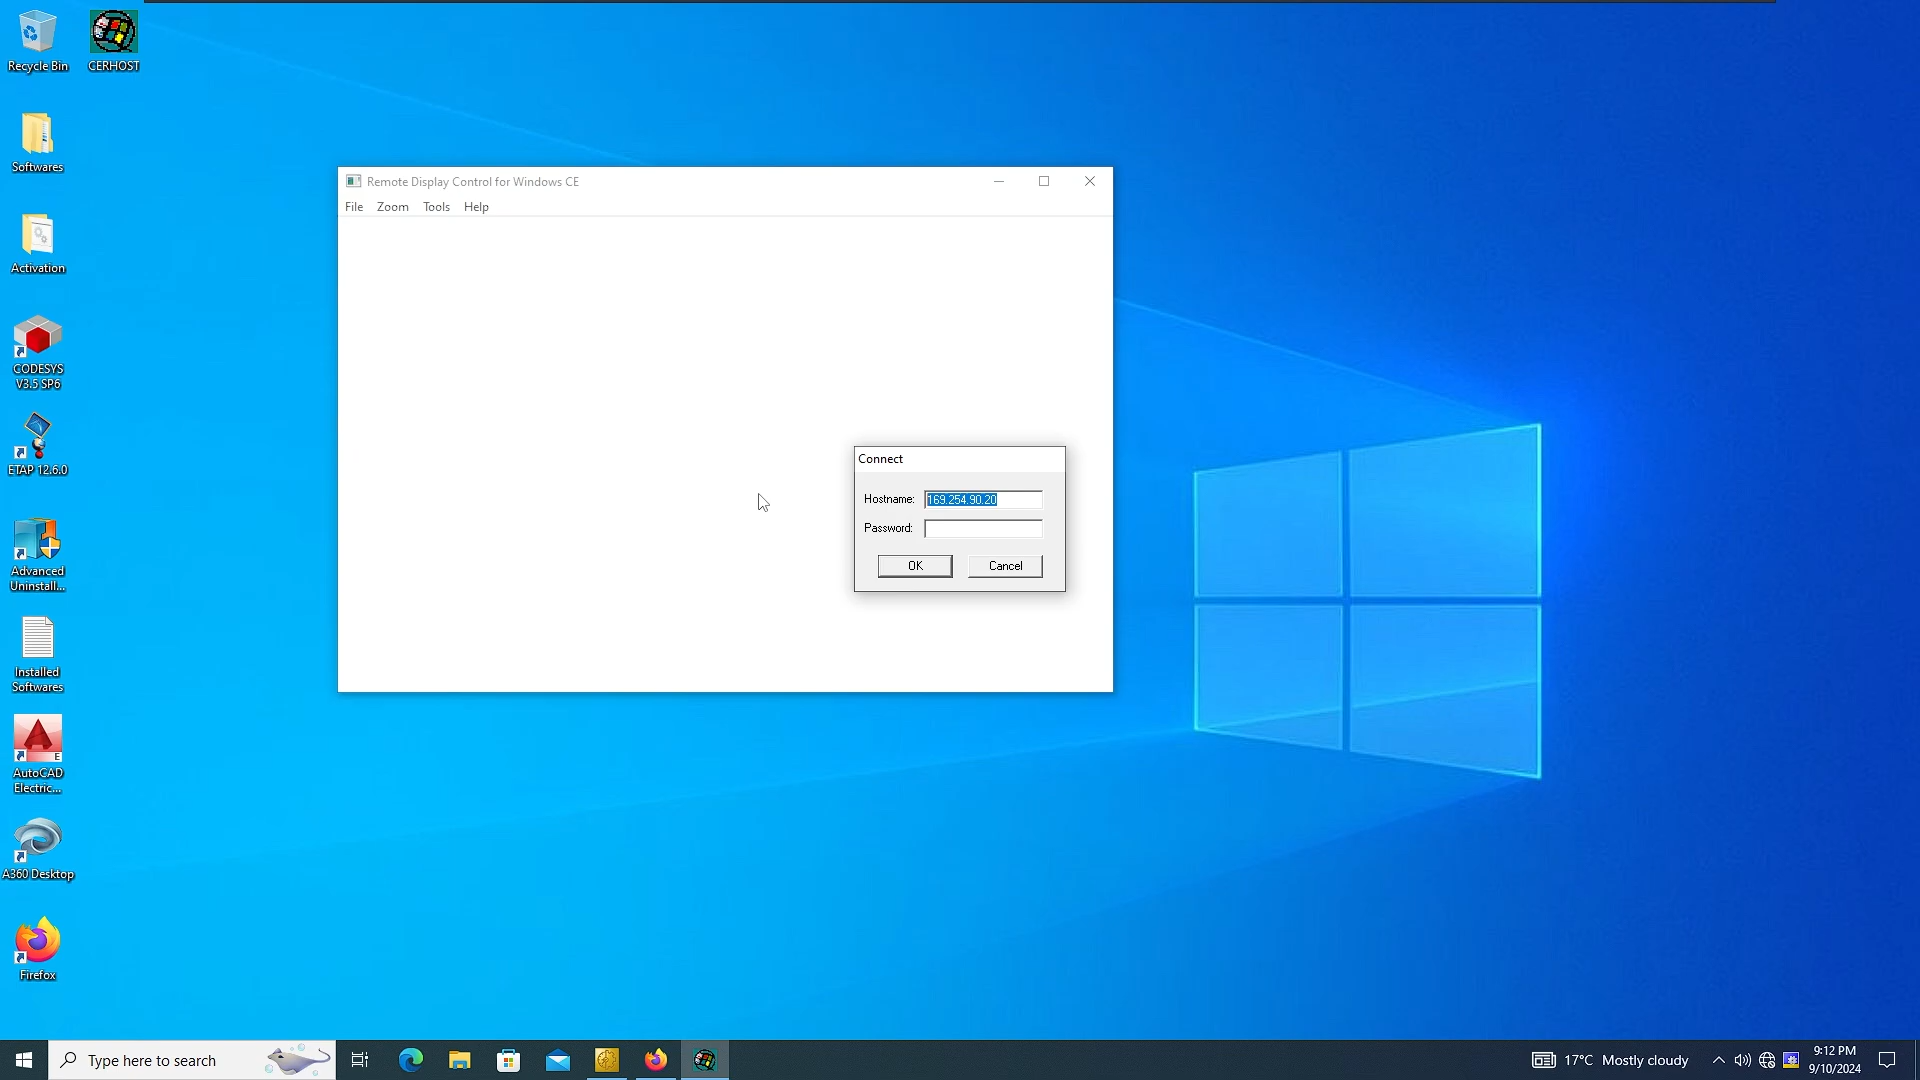 Recycle Bin
CERHOST
Softwares
Activation
CODESYS
V3.5 SP6
ETAP 12.6.0
Advanced
Uninstall...
Installed
Softwares
AutoCAD
Electric...
A360 Desktop
Firefox
Remote Display Control for Windows CE
File Zoom Tools Help
Connect
Hostname: 169.254.90.20
Password:
OK Cancel
Type here to search
17°C Mostly cloudy
9:12 PM
9/10/2024